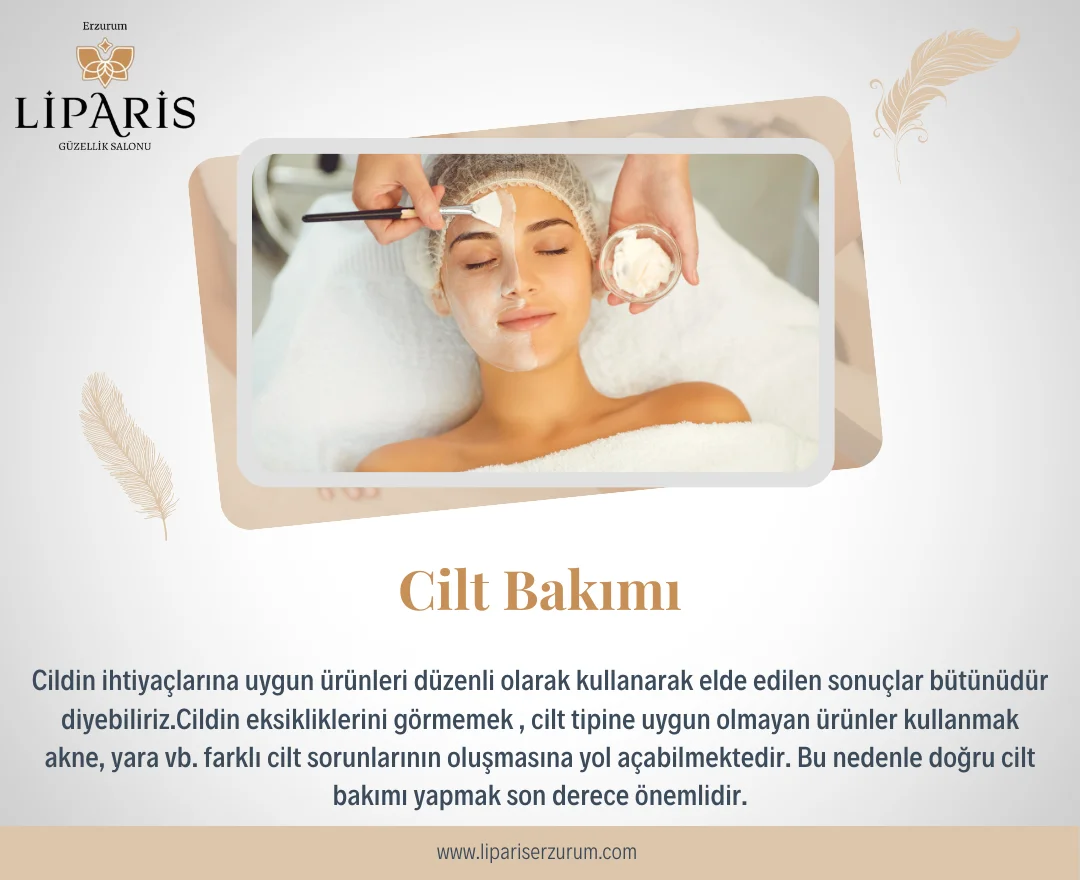 Erzurum
LİPARİS
GÜZELLİK SALONU
Cilt Bakımı
Cildin ihtiyaçlarına uygun ürünleri düzenli olarak kullanarak elde edilen sonuçlar bütünüdür
diyebiliriz.Cildin eksikliklerini görmemek , cilt tipine uygun olmayan ürünler kullanmak
akne, yara vb. farklı cilt sorunlarının oluşmasına yol açabilmektedir. Bu nedenle doğru cilt
bakımı yapmak son derece önemlidir.
www.lipariserzurum.com